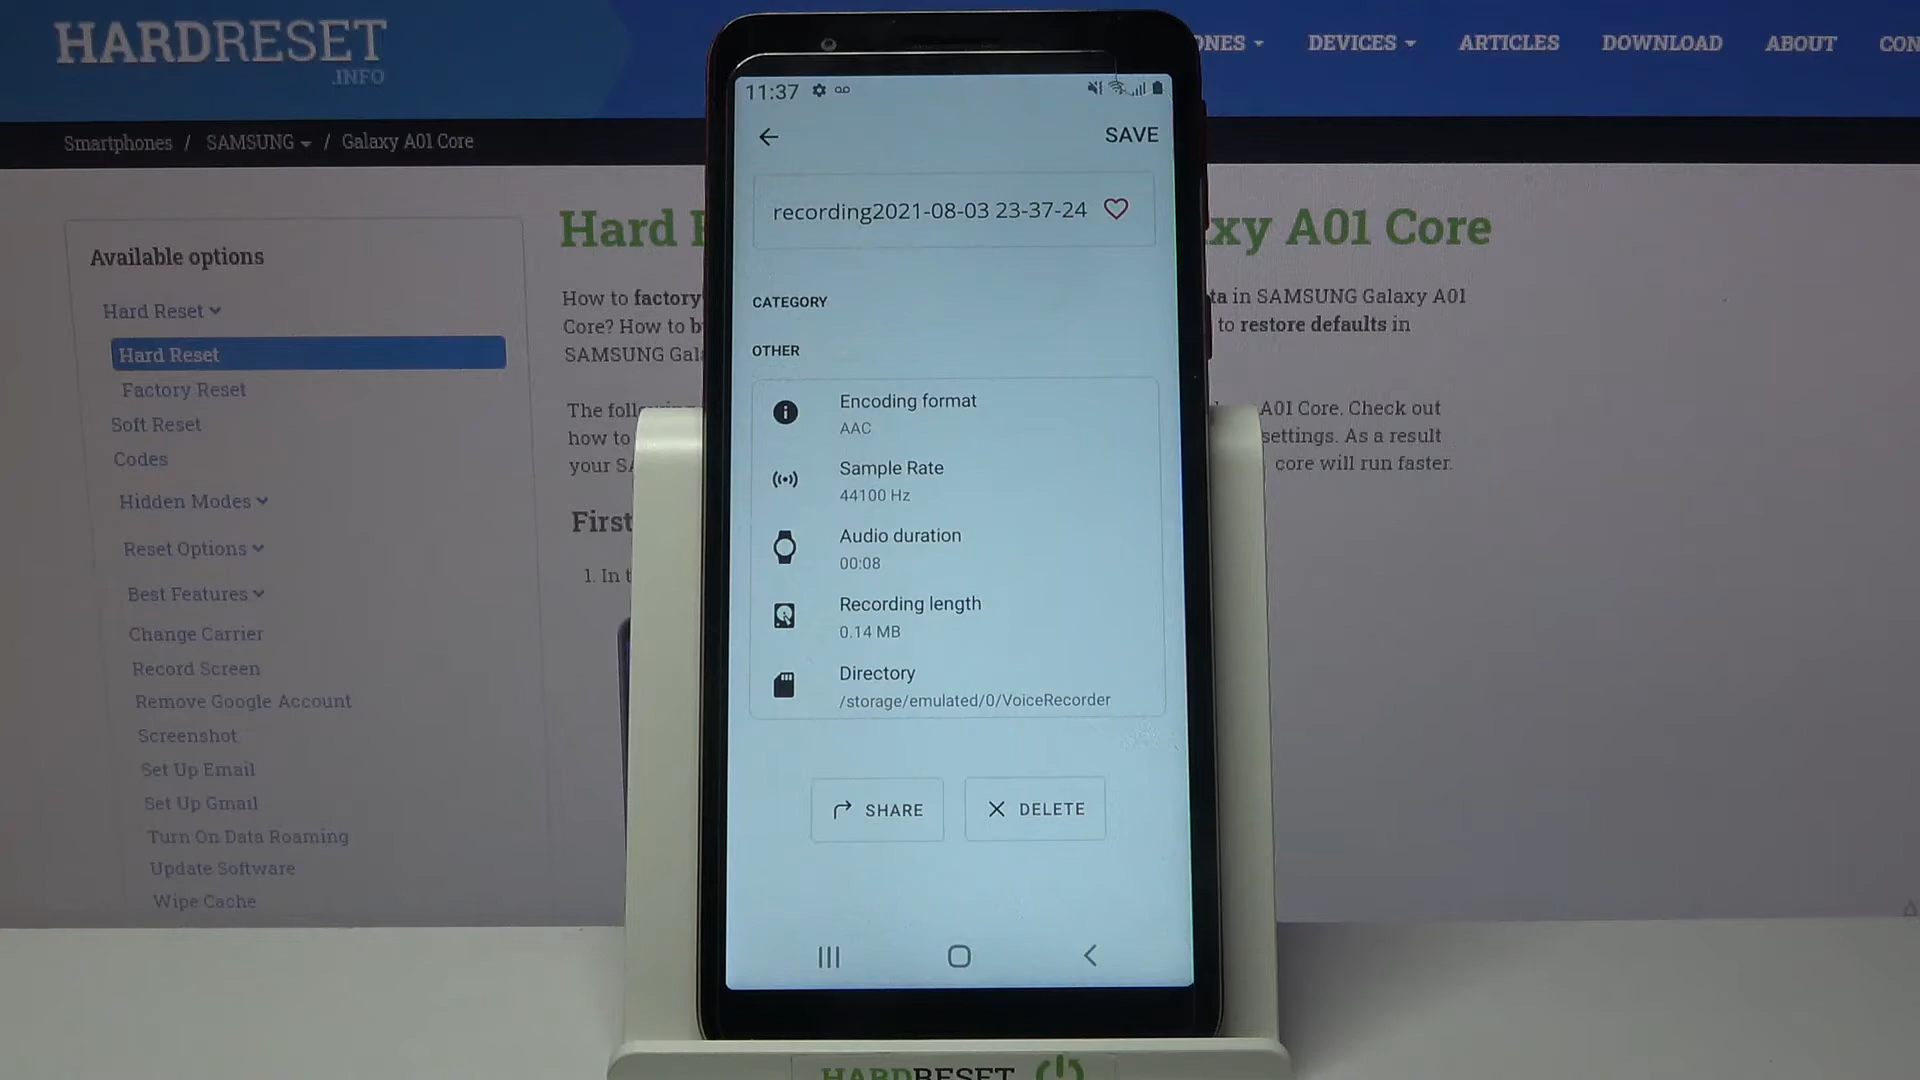 HARDRESET
.INFO
DEVICES
ARTICLES
DOWNLOAD
ABOUT
Smartphones / SAMSUNG / Galaxy A01 Core
Available options
Hard Reset
Hard Reset
Factory Reset
Soft Reset
Codes
Hidden Modes
Reset Options
Best Features
Change Carrier
Record Screen
Remove Google Account
Screenshot
Set Up Email
Set Up Gmail
Turn On Data Roaming
Update Software
Wipe Cache
Hard
xy A01 Core
How to factory
Core? How to b
SAMSUNG Gal
in SAMSUNG Galaxy A01
to restore defaults in
The foll
how to
your SA
A01 Core. Check out
settings. As a result
core will run faster.
First
1. In t
11:37
SAVE
recording2021-08-03 23-37-24
CATEGORY
OTHER
Encoding format
AAC
Sample Rate
44100 Hz
Audio duration
00:08
Recording length
0.14 MB
Directory
/storage/emulated/0/VoiceRecorder
SHARE
DELETE
HARDRESET